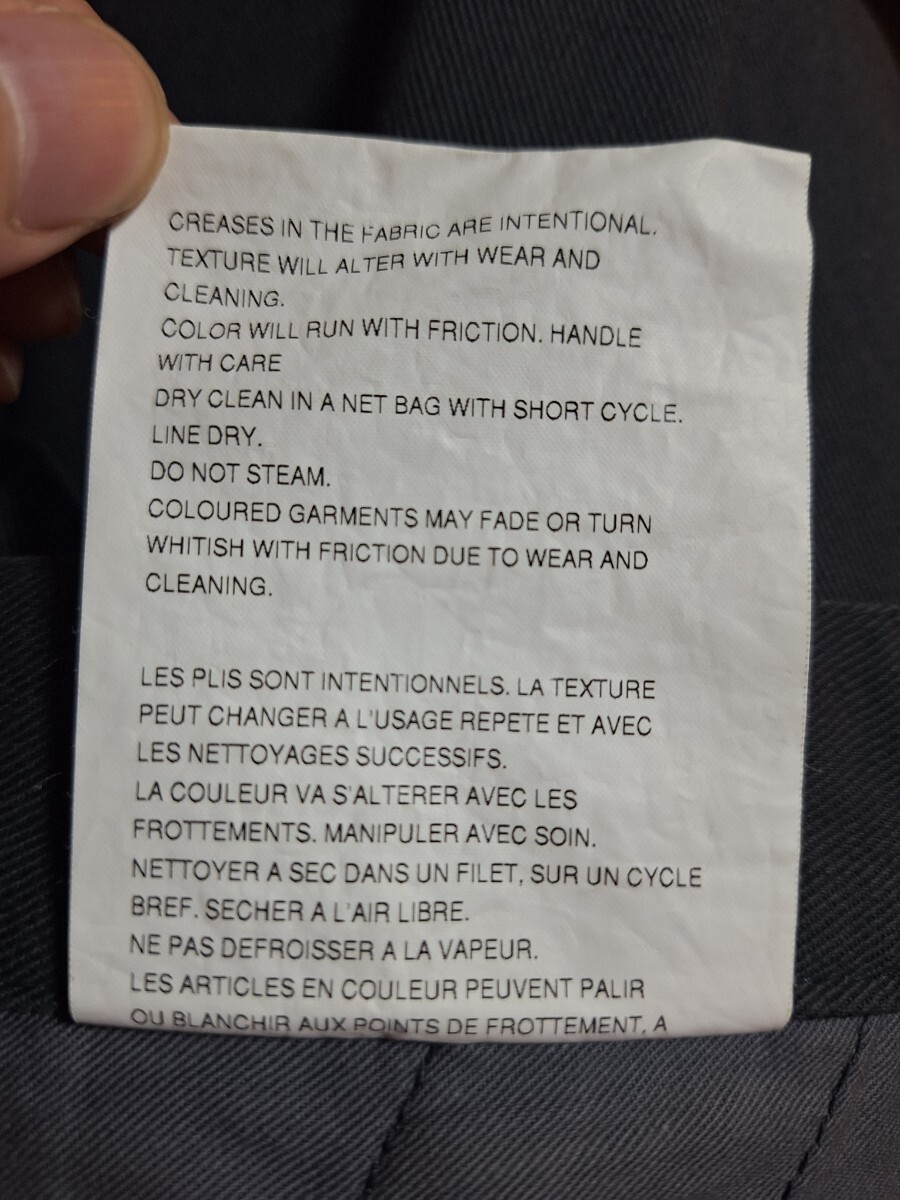 CREASES IN THE FABRIC ARE INTENTIONAL.
TEXTURE WILL ALTER WITH WEAR AND
CLEANING.
COLOR WILL RUN WITH FRICTION. HANDLE
WITH CARE
DRY CLEAN IN A NET BAG WITH SHORT CYCLE.
LINE DRY.
DO NOT STEAM.
COLOURED GARMENTS MAY FADE OR TURN
WHITISH WITH FRICTION DUE TO WEAR AND
CLEANING.
LES PLIS SONT INTENTIONNELS. LA TEXTURE
PEUT CHANGER A L'USAGE REPETE ET AVEC
LES NETTOYAGES SUCCESSIFS.
LA COULEUR VA S'ALTERER AVEC LES
FROTTEMENTS. MANIPULER AVEC SOIN.
NETTOYER A SEC DANS UN FILET, SUR UN CYCLE
BREF. SECHER A L'AIR LIBRE.
NE PAS DEFROISSER A LA VAPEUR.
LES ARTICLES EN COULEUR PEUVENT PALIR
OU BLANCHIR AUX POINTS DE FROTTEMENT, A